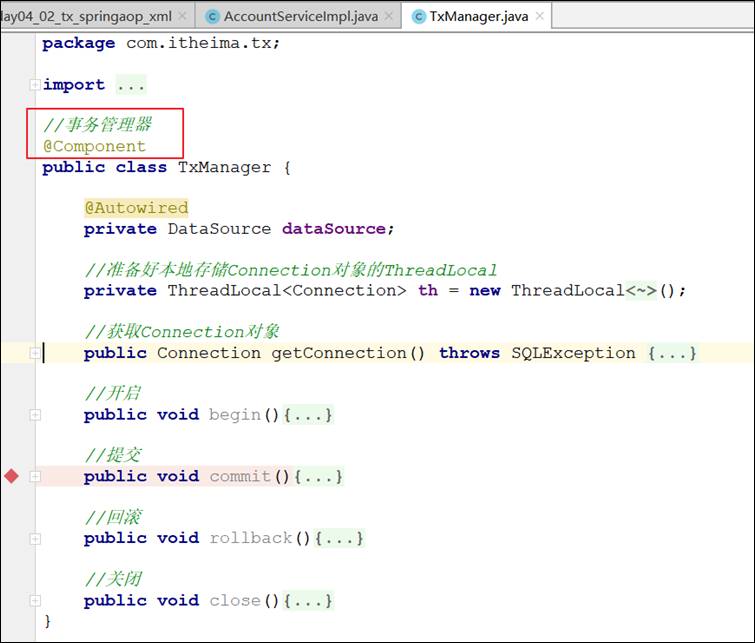 day04_02_tx_springaop_xml × AccountServiceImpl.java × TxManager.java ×
package com.itheima.tx;
import ...
//事务管理器
@Component
public class TxManager {
@Autowired
private DataSource dataSource;
//准备好本地存储Connection对象的ThreadLocal
private ThreadLocal<Connection> th = new ThreadLocal<~>();
//获取Connection对象
public Connection getConnection() throws SQLException {...}
//开启
public void begin(){...}
//提交
public void commit(){...}
//回滚
public void rollback(){...}
//关闭
public void close(){...}
}